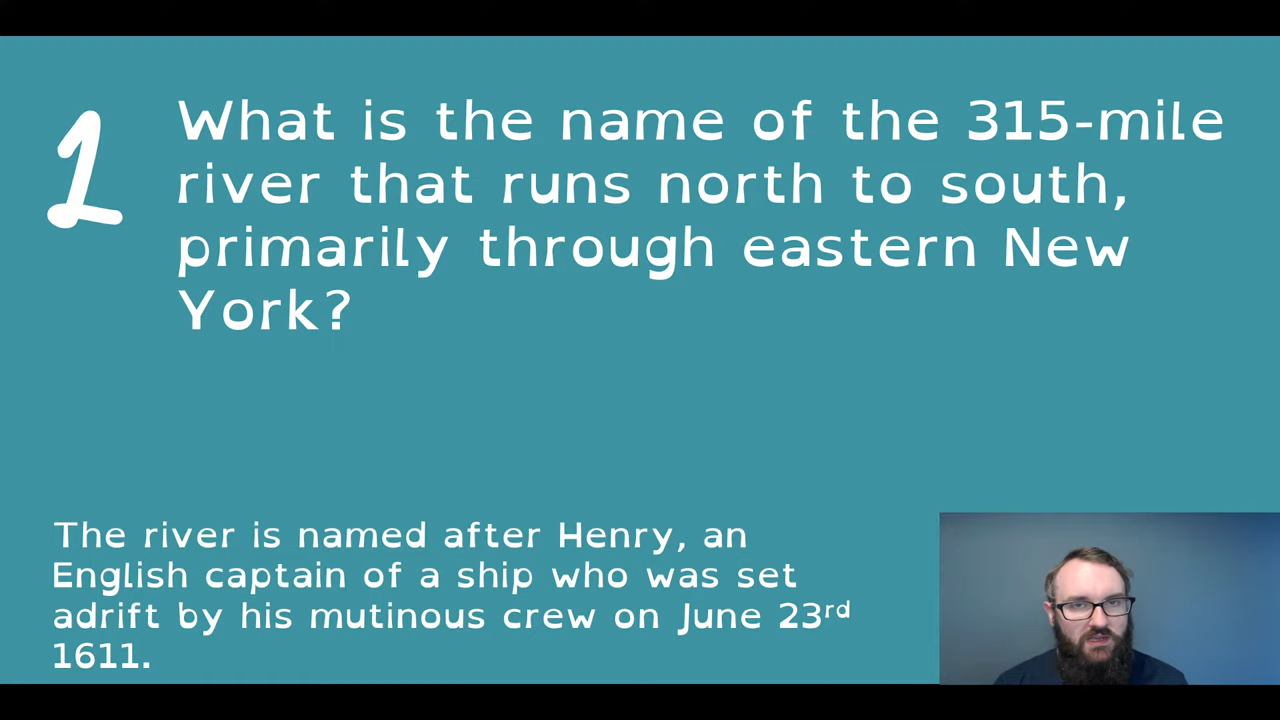 1
What is the name of the 315-mile
river that runs north to south,
primarily through eastern New
York?
The river is named after Henry, an
English captain of a ship who was set
adrift by his mutinous crew on June 23rd
1611.